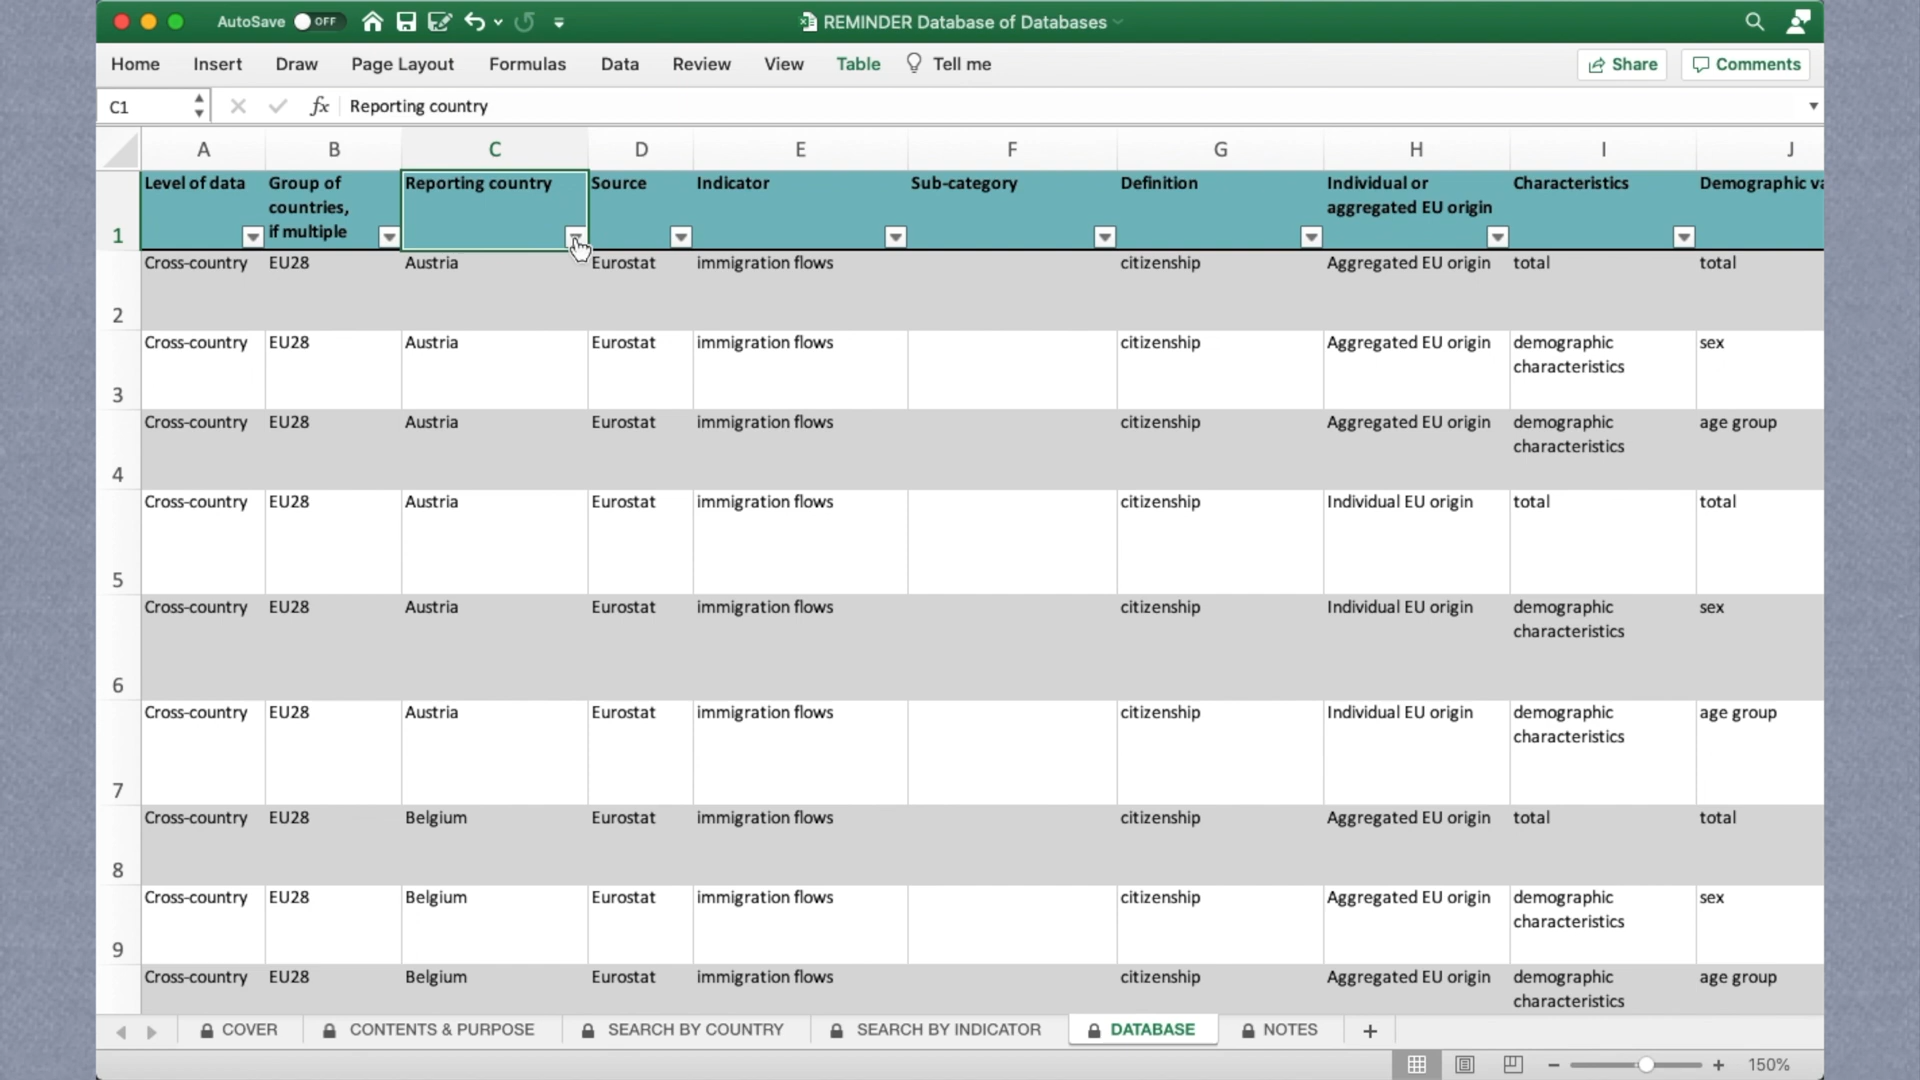 AutoSave OFF REMINDER Database of Databases
Home Insert Draw Page Layout Formulas Data Review View Table Tell me Share Comments
C1 fx Reporting country
A B C D E F G H I J
1 Level of data Group of countries, if multiple Reporting country Source Indicator Sub-category Definition Individual or aggregated EU origin Characteristics Demographic va
2 Cross-country EU28 Austria Eurostat immigration flows citizenship Aggregated EU origin total total
3 Cross-country EU28 Austria Eurostat immigration flows citizenship Aggregated EU origin demographic characteristics sex
4 Cross-country EU28 Austria Eurostat immigration flows citizenship Aggregated EU origin demographic characteristics age group
5 Cross-country EU28 Austria Eurostat immigration flows citizenship Individual EU origin total total
6 Cross-country EU28 Austria Eurostat immigration flows citizenship Individual EU origin demographic characteristics sex
7 Cross-country EU28 Austria Eurostat immigration flows citizenship Individual EU origin demographic characteristics age group
8 Cross-country EU28 Belgium Eurostat immigration flows citizenship Aggregated EU origin total total
9 Cross-country EU28 Belgium Eurostat immigration flows citizenship Aggregated EU origin demographic characteristics sex
Cross-country EU28 Belgium Eurostat immigration flows citizenship Aggregated EU origin demographic characteristics age group
COVER CONTENTS & PURPOSE SEARCH BY COUNTRY SEARCH BY INDICATOR DATABASE NOTES +
150%